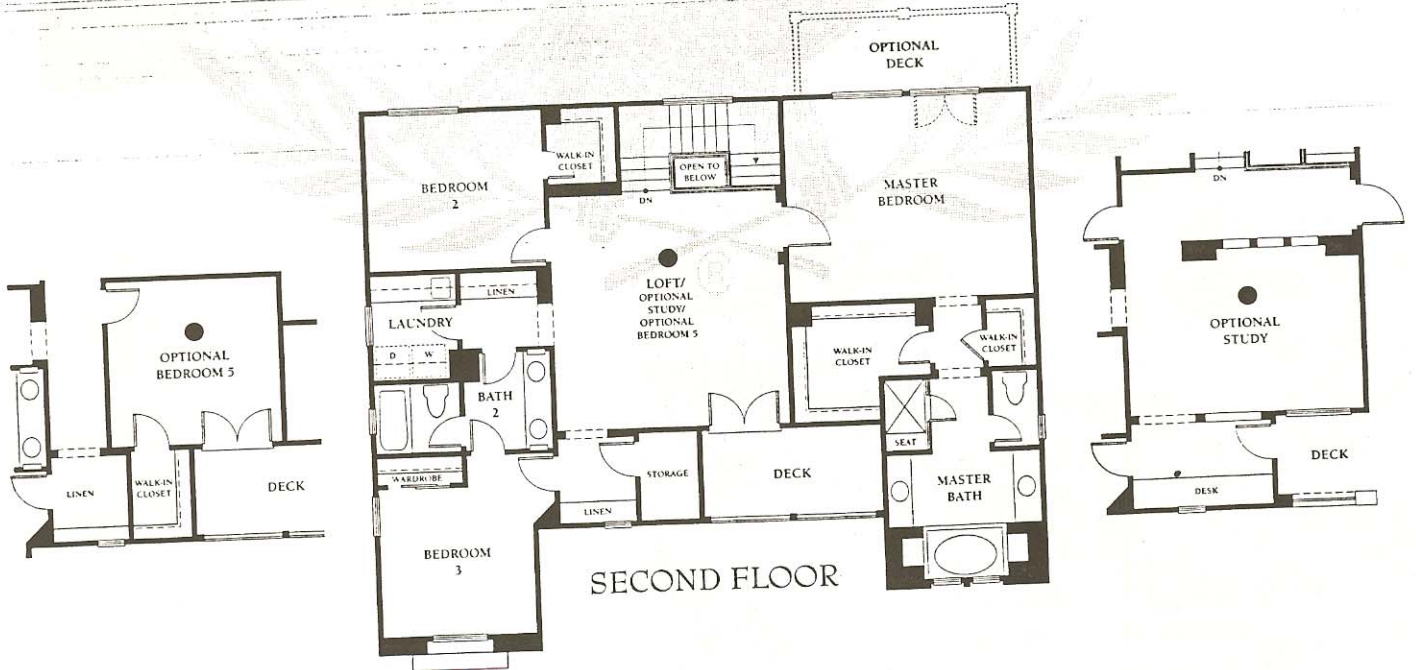 OPTIONAL
DECK
WALK-IN
CLOSET
OPEN TO
BELOW
BEDROOM
2
MASTER
BEDROOM
DN
DN
LOFT/
OPTIONAL
STUDY/
OPTIONAL
BEDROOM 5
®
LINEN
LAUNDRY
D
W
OPTIONAL
BEDROOM 5
OPTIONAL
STUDY
WALK-IN
CLOSET
WALK-IN
CLOSET
BATH
2
SEAT
LINEN
WALK-IN
CLOSET
DECK
WARDROBE
STORAGE
DECK
MASTER
BATH
DECK
DESK
LINEN
BEDROOM
3
SECOND FLOOR